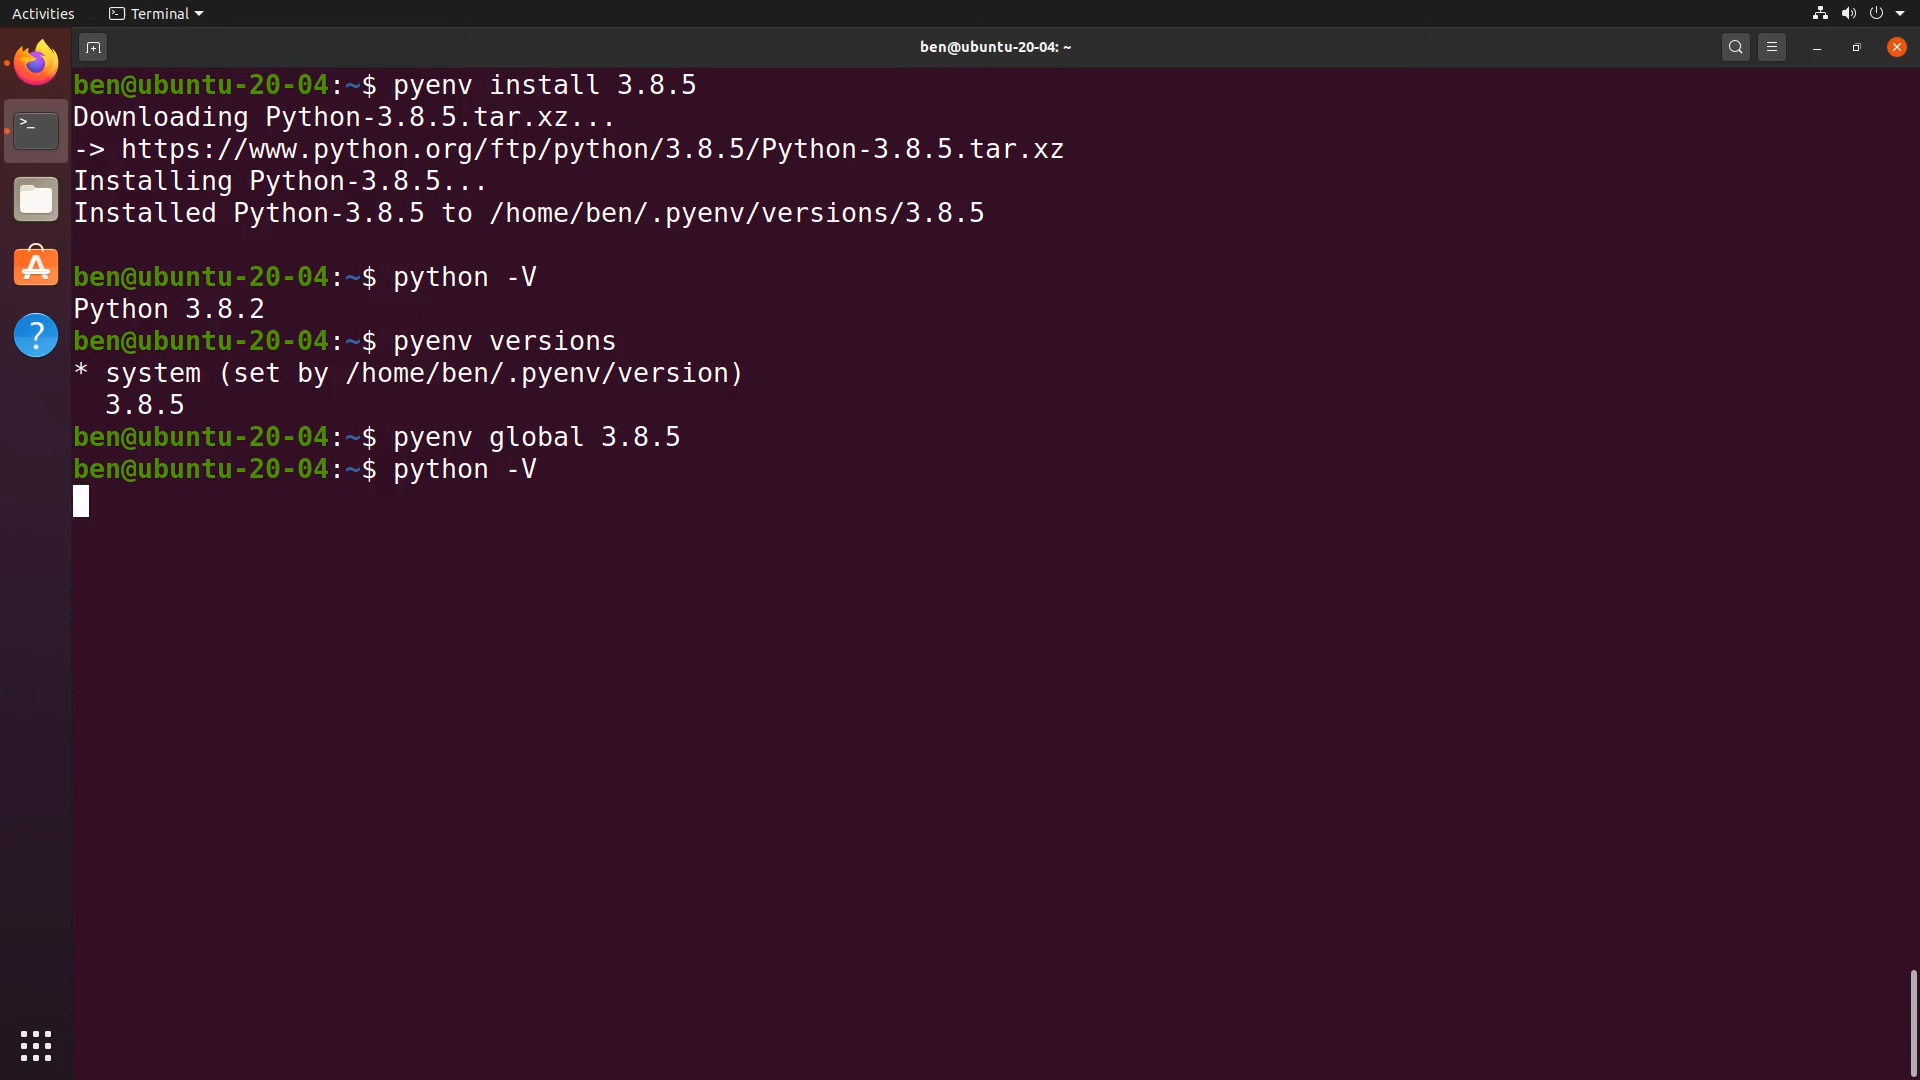 Activities
Terminal
ben@ubuntu-20-04: ~
ben@ubuntu-20-04:~$ pyenv install 3.8.5
Downloading Python-3.8.5.tar.xz...
-> https://www.python.org/ftp/python/3.8.5/Python-3.8.5.tar.xz
Installing Python-3.8.5...
Installed Python-3.8.5 to /home/ben/.pyenv/versions/3.8.5
ben@ubuntu-20-04:~$ python -V
Python 3.8.2
ben@ubuntu-20-04:~$ pyenv versions
* system (set by /home/ben/.pyenv/version)
  3.8.5
ben@ubuntu-20-04:~$ pyenv global 3.8.5
ben@ubuntu-20-04:~$ python -V